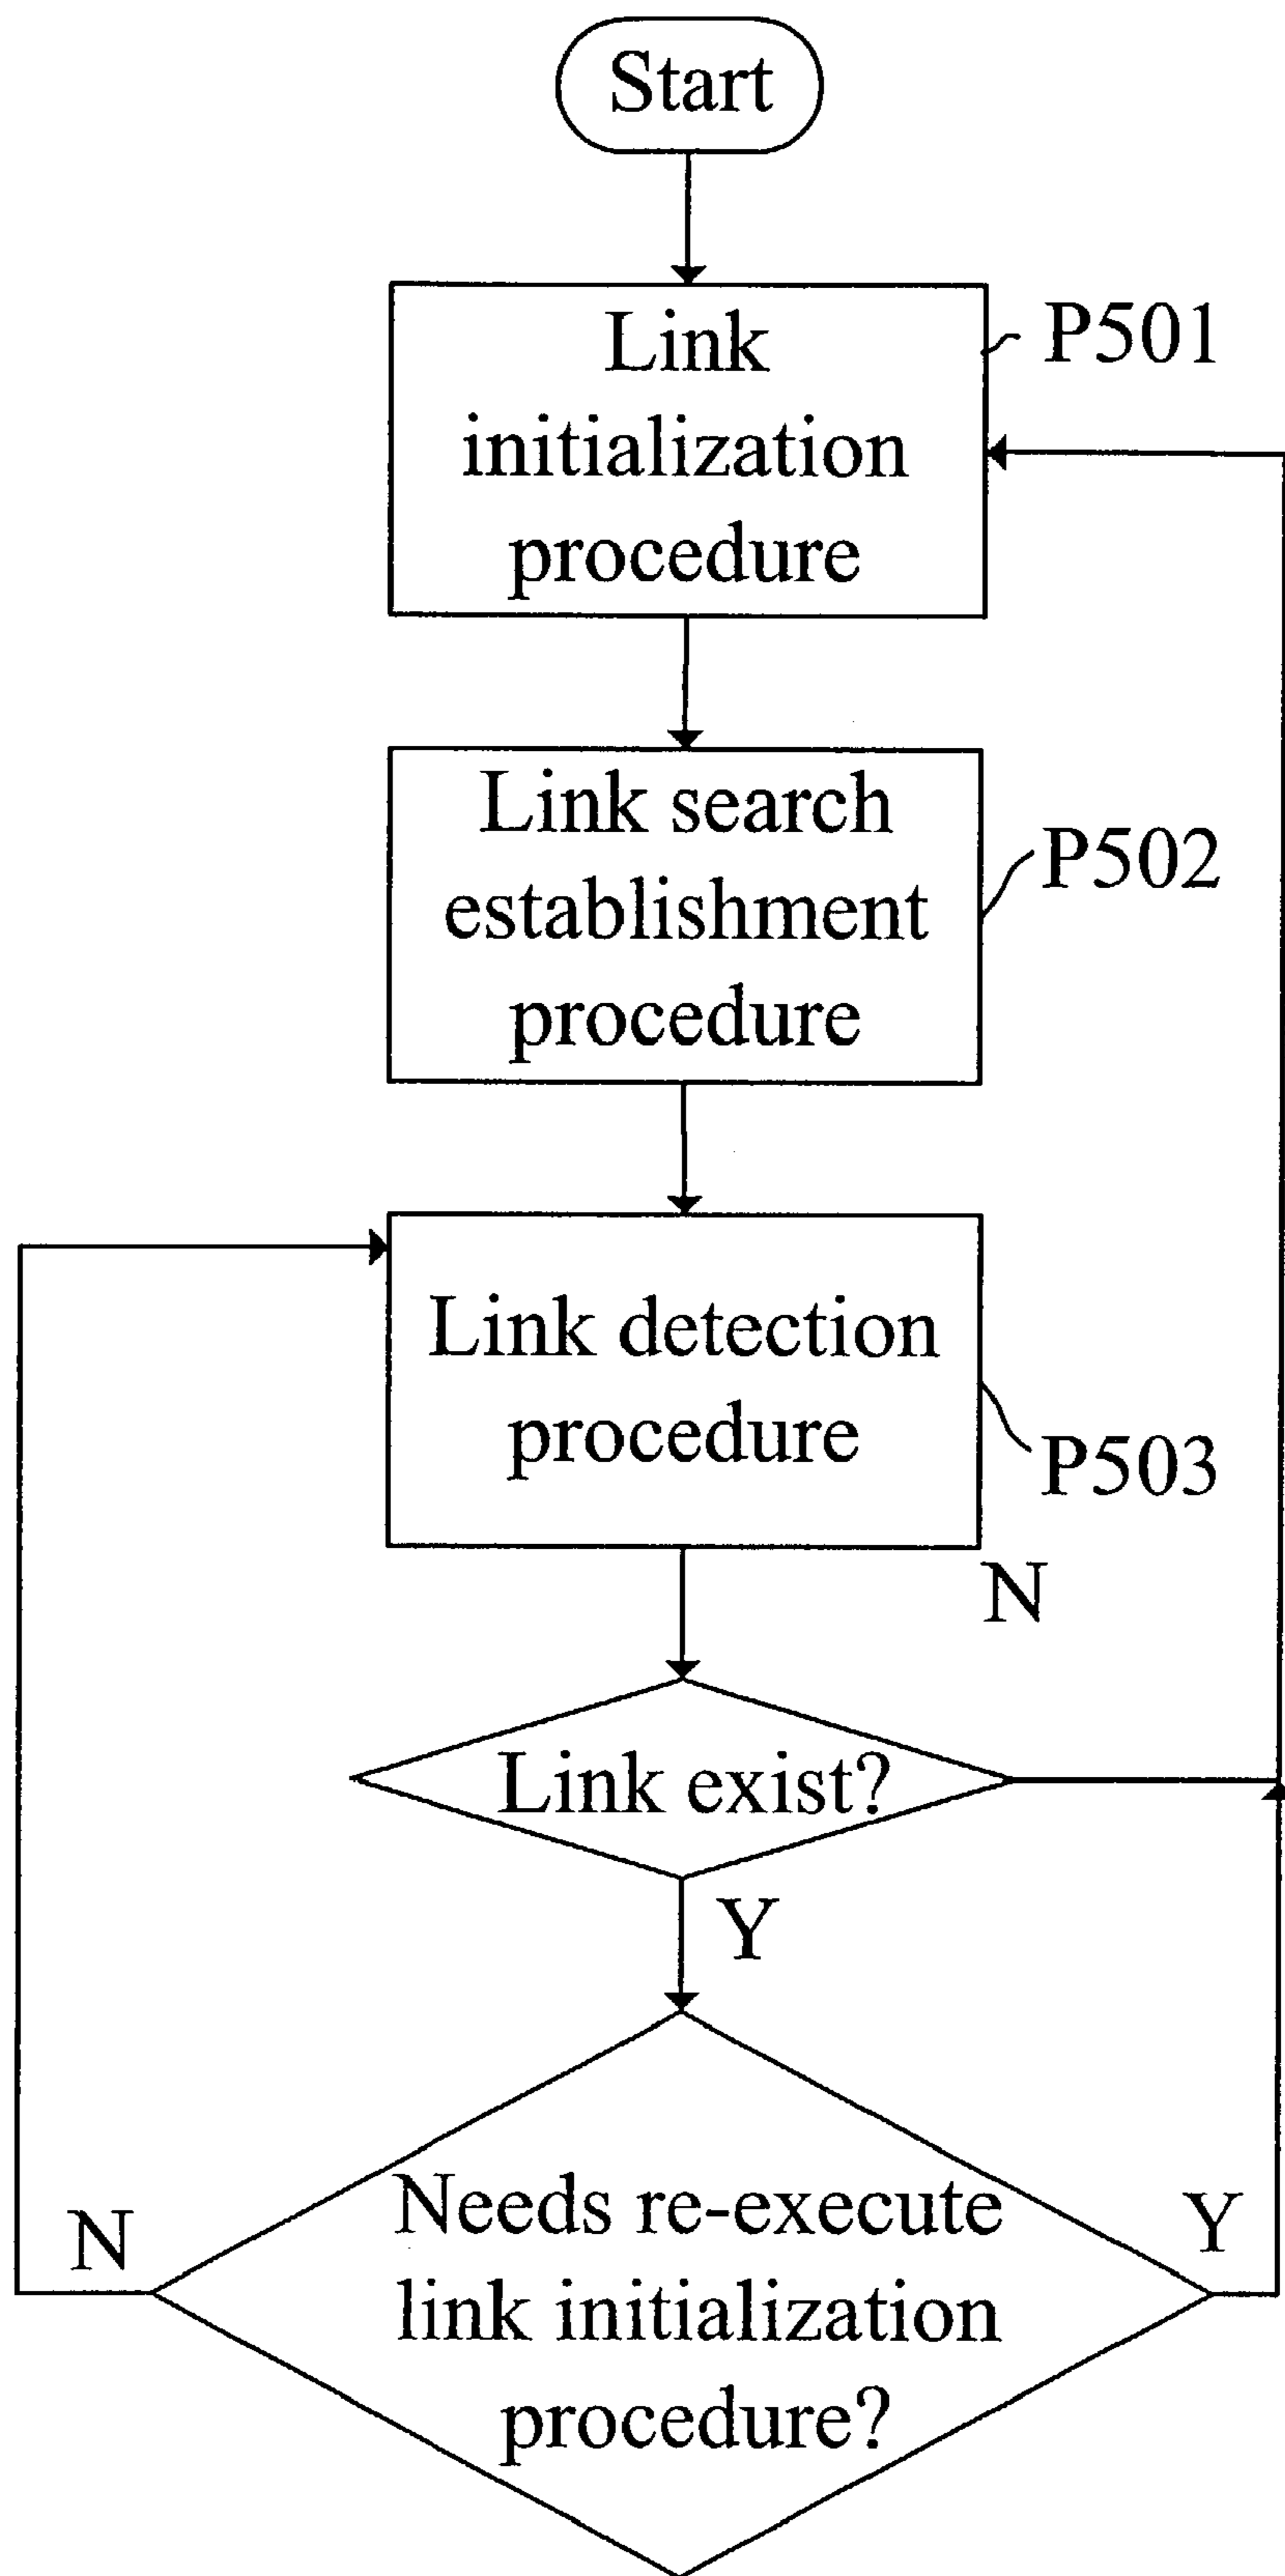 Start
Link
initialization
procedure
P501
Link search
establishment
procedure
P502
Link detection
procedure
P503
N
Link exist?
Y
Needs re-execute
link initialization
procedure?
N
Y